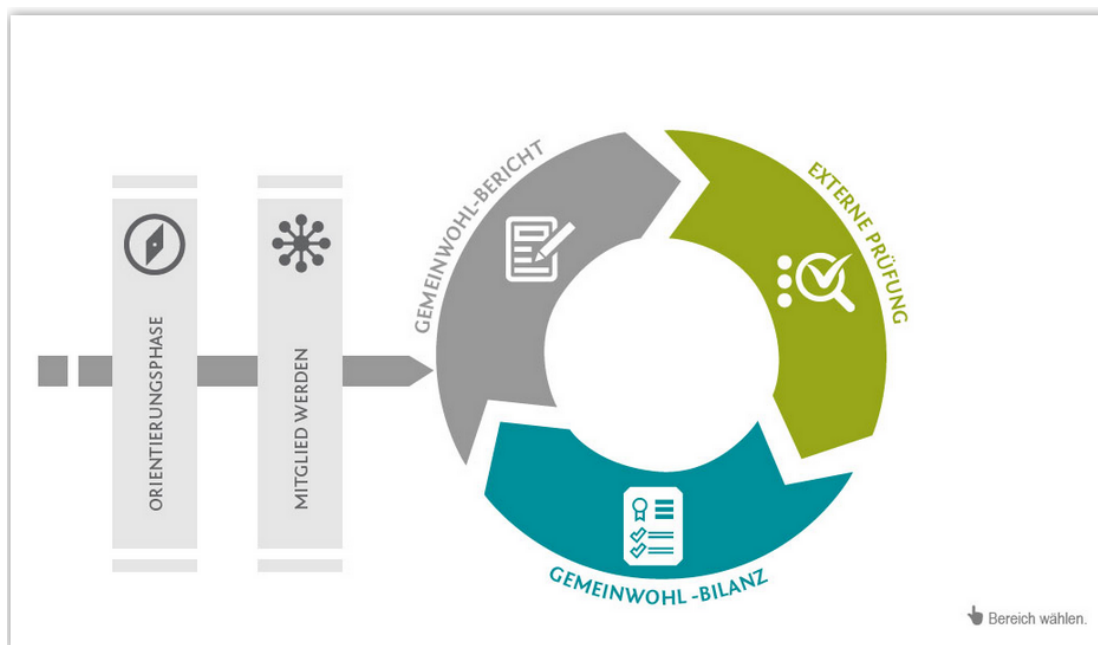 ORIENTIERUNGSPHASE
MITGLIED WERDEN
GEMEINWOHL-BERICHT
EXTERNE PRÜFUNG
GEMEINWOHL -BILANZ
Bereich wählen.